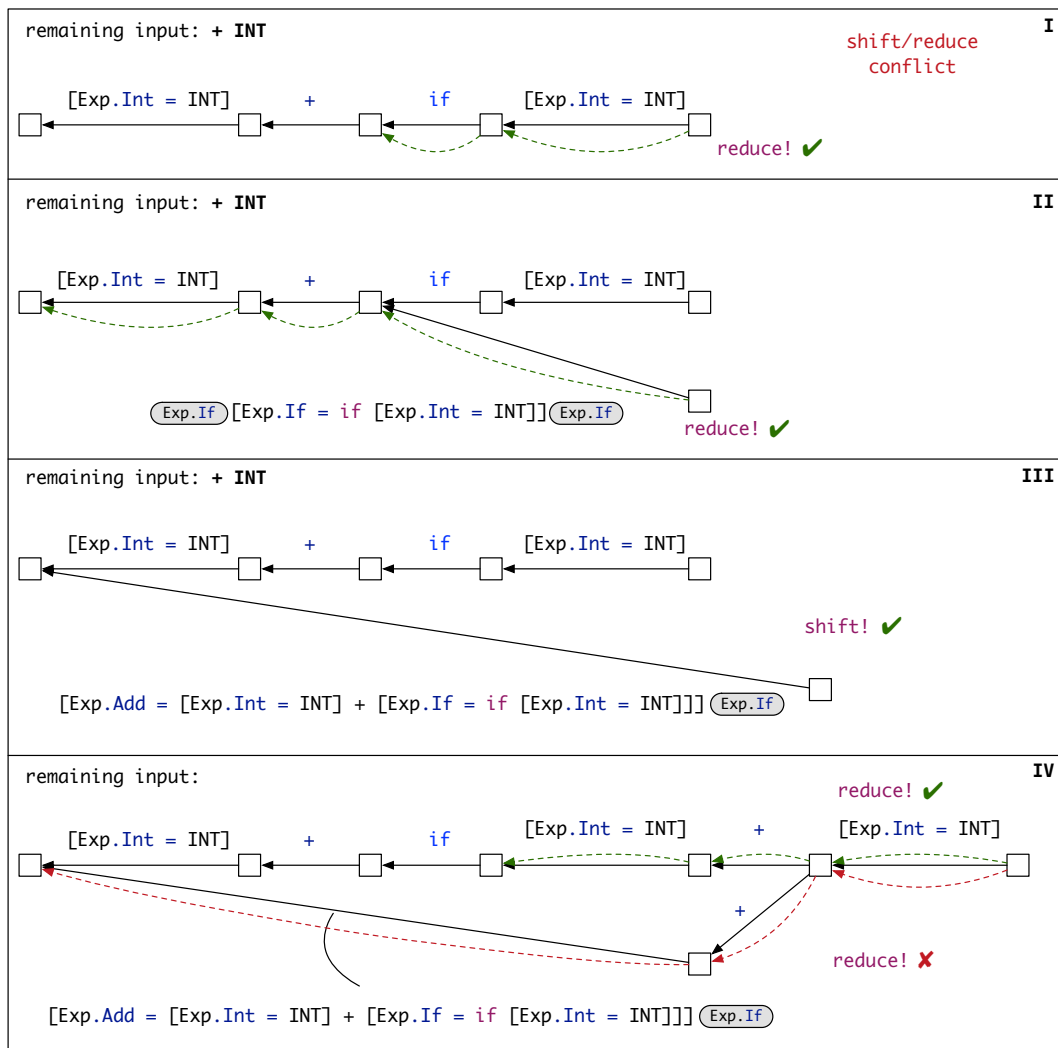 remaining input: + INT
I
shift/reduce
conflict
[Exp.Int = INT] + if [Exp.Int = INT]
reduce! ✔
remaining input: + INT
II
[Exp.Int = INT] + if [Exp.Int = INT]
Exp.If [Exp.If = if [Exp.Int = INT]] Exp.If
reduce! ✔
remaining input: + INT
III
[Exp.Int = INT] + if [Exp.Int = INT]
shift! ✔
[Exp.Add = [Exp.Int = INT] + [Exp.If = if [Exp.Int = INT]]] Exp.If
remaining input:
IV
reduce! ✔
[Exp.Int = INT] + if [Exp.Int = INT] + [Exp.Int = INT]
+
reduce! ✘
[Exp.Add = [Exp.Int = INT] + [Exp.If = if [Exp.Int = INT]]] Exp.If